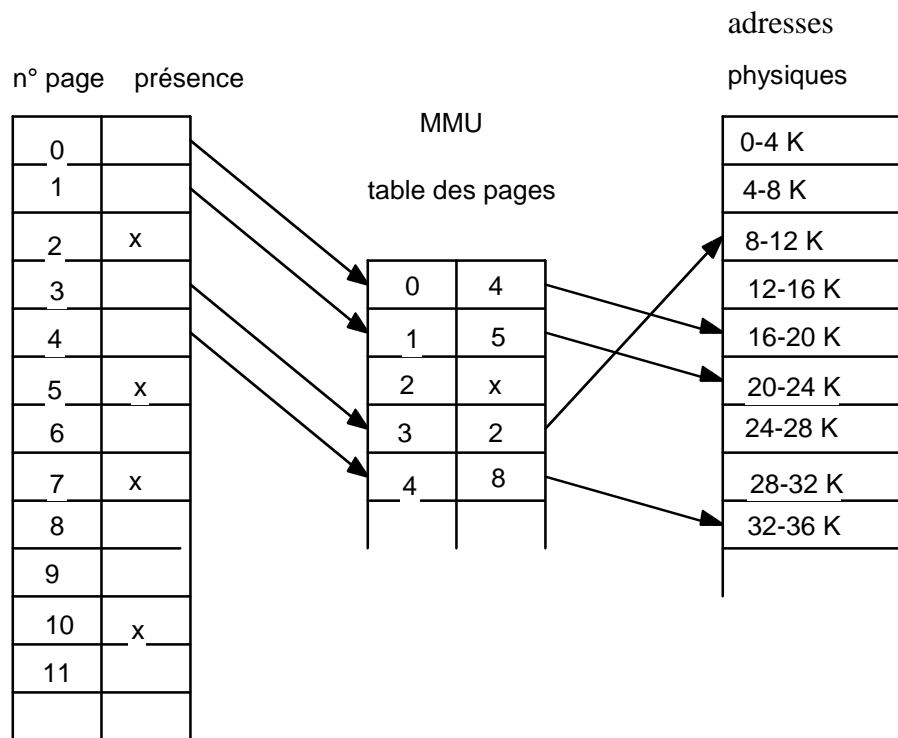 adresses
physiques
n° page présence
MMU
table des pages
0
1
2 x
3
4
5 x
6
7 x
8
9
10 x
11
0 4
1 5
2 x
3 2
4 8
0-4 K
4-8 K
8-12 K
12-16 K
16-20 K
20-24 K
24-28 K
28-32 K
32-36 K